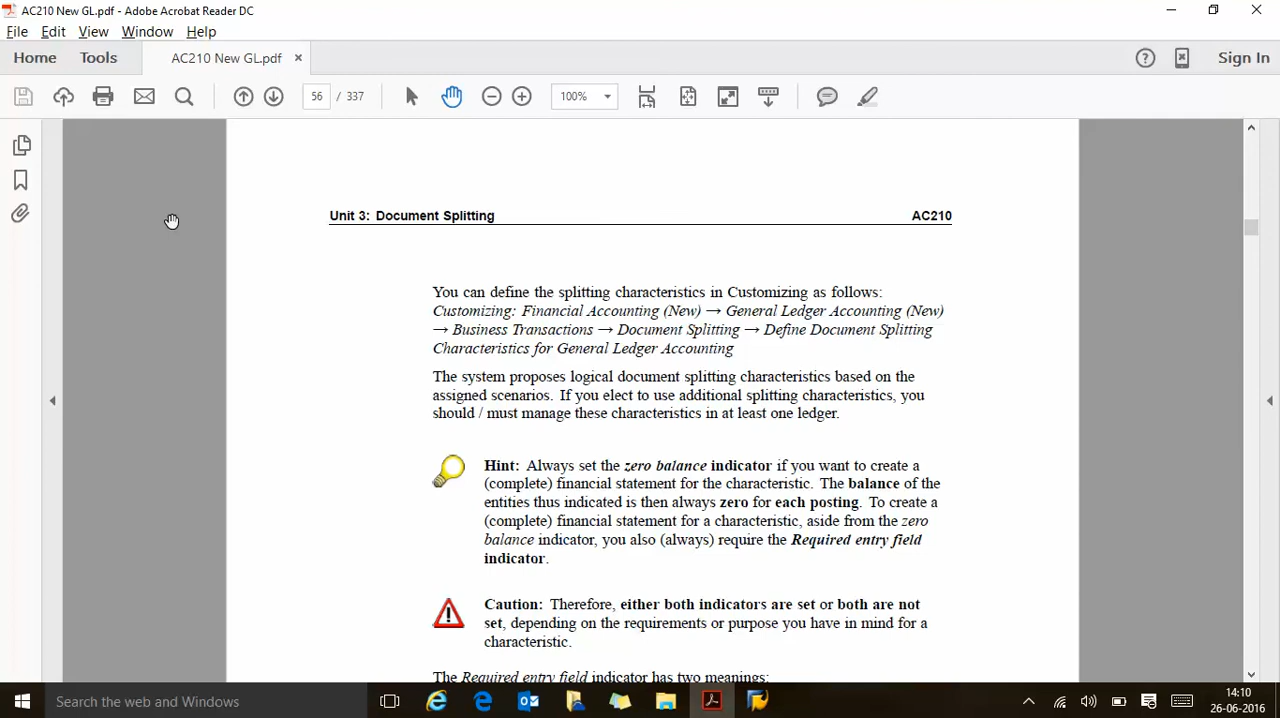 AC210 New GL.pdf - Adobe Acrobat Reader DC
File Edit View Window Help
Home Tools AC210 New GL.pdf × Sign In
56 / 337 100%
Unit 3: Document Splitting AC210
You can define the splitting characteristics in Customizing as follows:
Customizing: Financial Accounting (New) → General Ledger Accounting (New)
→ Business Transactions → Document Splitting → Define Document Splitting
Characteristics for General Ledger Accounting
The system proposes logical document splitting characteristics based on the
assigned scenarios. If you elect to use additional splitting characteristics, you
should / must manage these characteristics in at least one ledger.
Hint: Always set the zero balance indicator if you want to create a
(complete) financial statement for the characteristic. The balance of the
entities thus indicated is then always zero for each posting. To create a
(complete) financial statement for a characteristic, aside from the zero
balance indicator, you also (always) require the Required entry field
indicator.
Caution: Therefore, either both indicators are set or both are not
set, depending on the requirements or purpose you have in mind for a
characteristic.
The Required entry field indicator has two meanings:
Search the web and Windows
14:10
26-06-2016